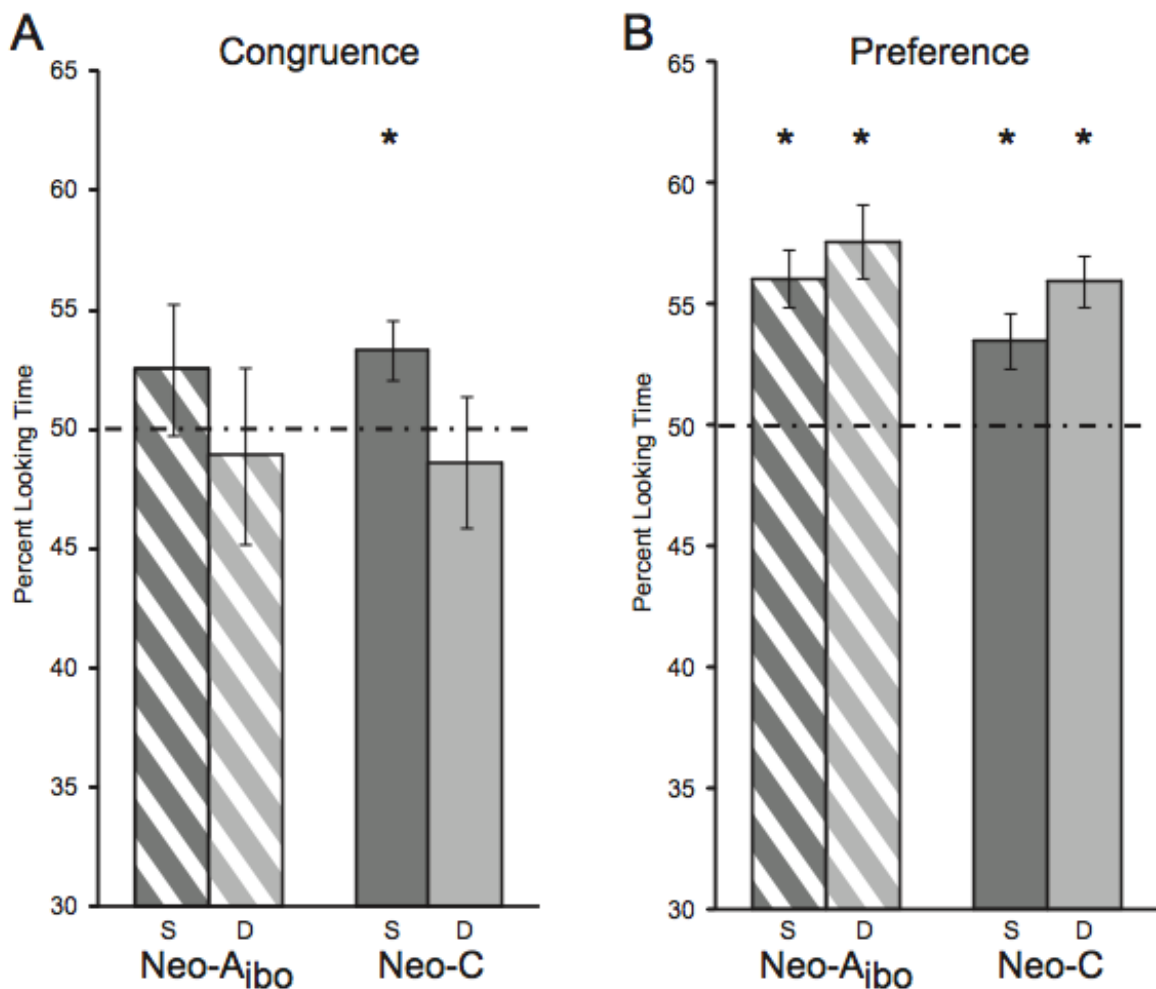 A
Congruence
Percent Looking Time
65
60
55
50
45
40
35
30
*
S D S D
Neo-Aibo Neo-C
B
Preference
Percent Looking Time
65
60
55
50
45
40
35
30
* * * *
S D S D
Neo-Aibo Neo-C